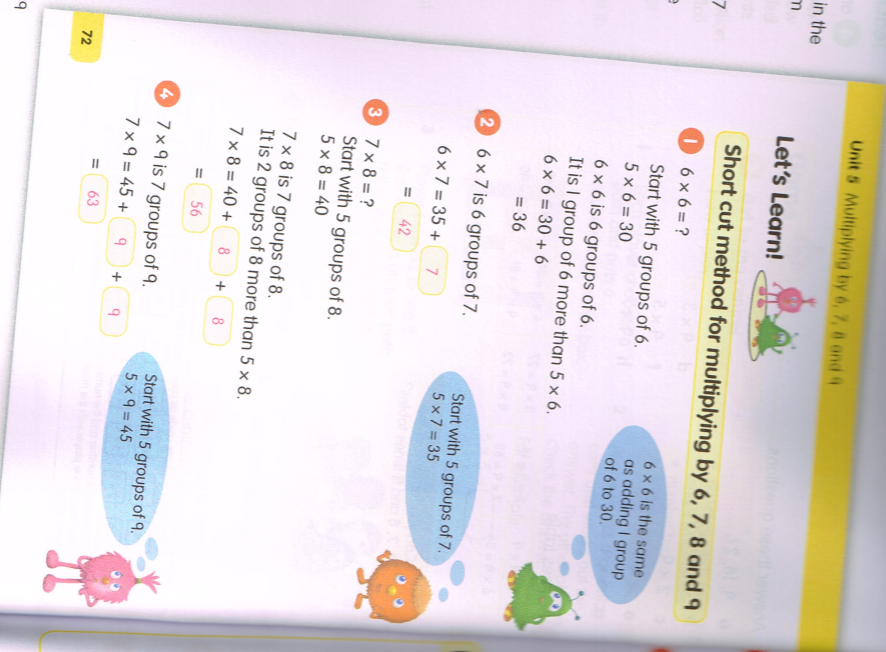 in the
m
7
Unit 5 Multiplying by 6, 7, 8 and 9
Let's Learn!
Short cut method for multiplying by 6, 7, 8 and 9
1 6 × 6 = ?
Start with 5 groups of 6.
5 × 6 = 30
6 × 6 is 6 groups of 6.
It is 1 group of 6 more than 5 × 6.
6 × 6 = 30 + 6
= 36
6 × 6 is the same
as adding 1 group
of 6 to 30.
2 6 × 7 is 6 groups of 7.
6 × 7 = 35 + 7
= 42
Start with 5 groups of 7.
5 × 7 = 35
3 7 × 8 = ?
Start with 5 groups of 8.
5 × 8 = 40
7 × 8 is 7 groups of 8.
It is 2 groups of 8 more than 5 × 8.
7 × 8 = 40 + 8 + 8
= 56
4 7 × 9 is 7 groups of 9.
7 × 9 = 45 + 9 + 9
= 63
Start with 5 groups of 9.
5 × 9 = 45
72
9